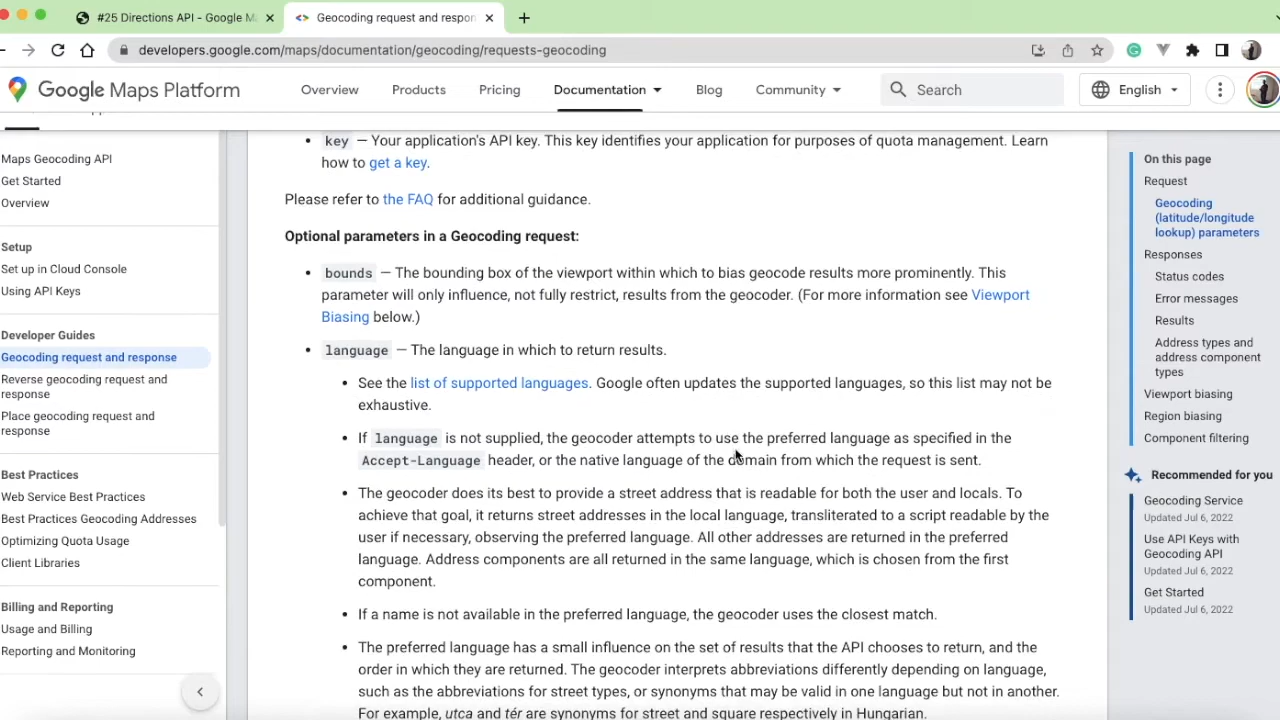 #25 Directions API - Google M
Geocoding request and respon
developers.google.com/maps/documentation/geocoding/requests-geocoding
Google Maps Platform
Overview
Products
Pricing
Documentation
Blog
Community
Search
English
Maps Geocoding API
Get Started
Overview
Setup
Set up in Cloud Console
Using API Keys
Developer Guides
Geocoding request and response
Reverse geocoding request and
response
Place geocoding request and
response
Best Practices
Web Service Best Practices
Best Practices Geocoding Addresses
Optimizing Quota Usage
Client Libraries
Billing and Reporting
Usage and Billing
Reporting and Monitoring
• key — Your application's API key. This key identifies your application for purposes of quota management. Learn
how to get a key.
Please refer to the FAQ for additional guidance.
Optional parameters in a Geocoding request:
• bounds — The bounding box of the viewport within which to bias geocode results more prominently. This
parameter will only influence, not fully restrict, results from the geocoder. (For more information see Viewport
Biasing below.)
• language — The language in which to return results.
• See the list of supported languages. Google often updates the supported languages, so this list may not be
exhaustive.
• If language is not supplied, the geocoder attempts to use the preferred language as specified in the
Accept-Language header, or the native language of the domain from which the request is sent.
• The geocoder does its best to provide a street address that is readable for both the user and locals. To
achieve that goal, it returns street addresses in the local language, transliterated to a script readable by the
user if necessary, observing the preferred language. All other addresses are returned in the preferred
language. Address components are all returned in the same language, which is chosen from the first
component.
• If a name is not available in the preferred language, the geocoder uses the closest match.
• The preferred language has a small influence on the set of results that the API chooses to return, and the
order in which they are returned. The geocoder interprets abbreviations differently depending on language,
such as the abbreviations for street types, or synonyms that may be valid in one language but not in another.
For example, utca and tér are synonyms for street and square respectively in Hungarian.
On this page
Request
Geocoding
(latitude/longitude
lookup) parameters
Responses
Status codes
Error messages
Results
Address types and
address component
types
Viewport biasing
Region biasing
Component filtering
Recommended for you
Geocoding Service
Updated Jul 6, 2022
Use API Keys with
Geocoding API
Updated Jul 6, 2022
Get Started
Updated Jul 6, 2022